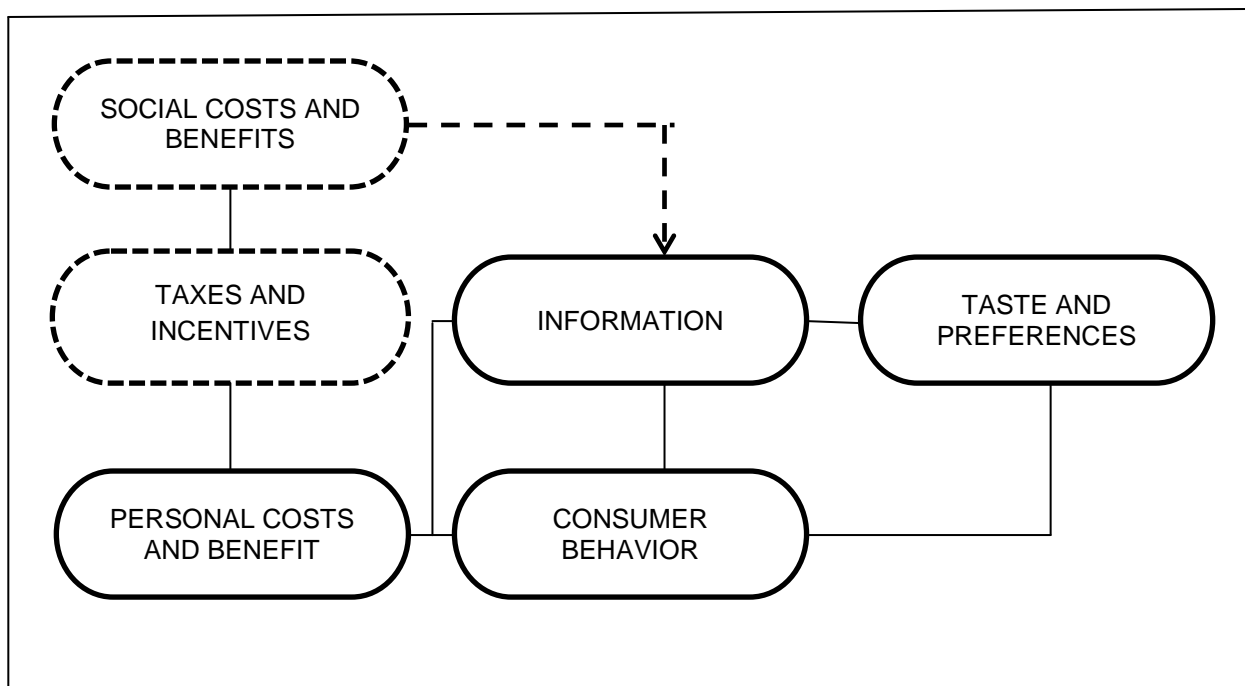 SOCIAL COSTS AND
BENEFITS
TAXES AND
INCENTIVES
INFORMATION
TASTE AND
PREFERENCES
PERSONAL COSTS
AND BENEFIT
CONSUMER
BEHAVIOR